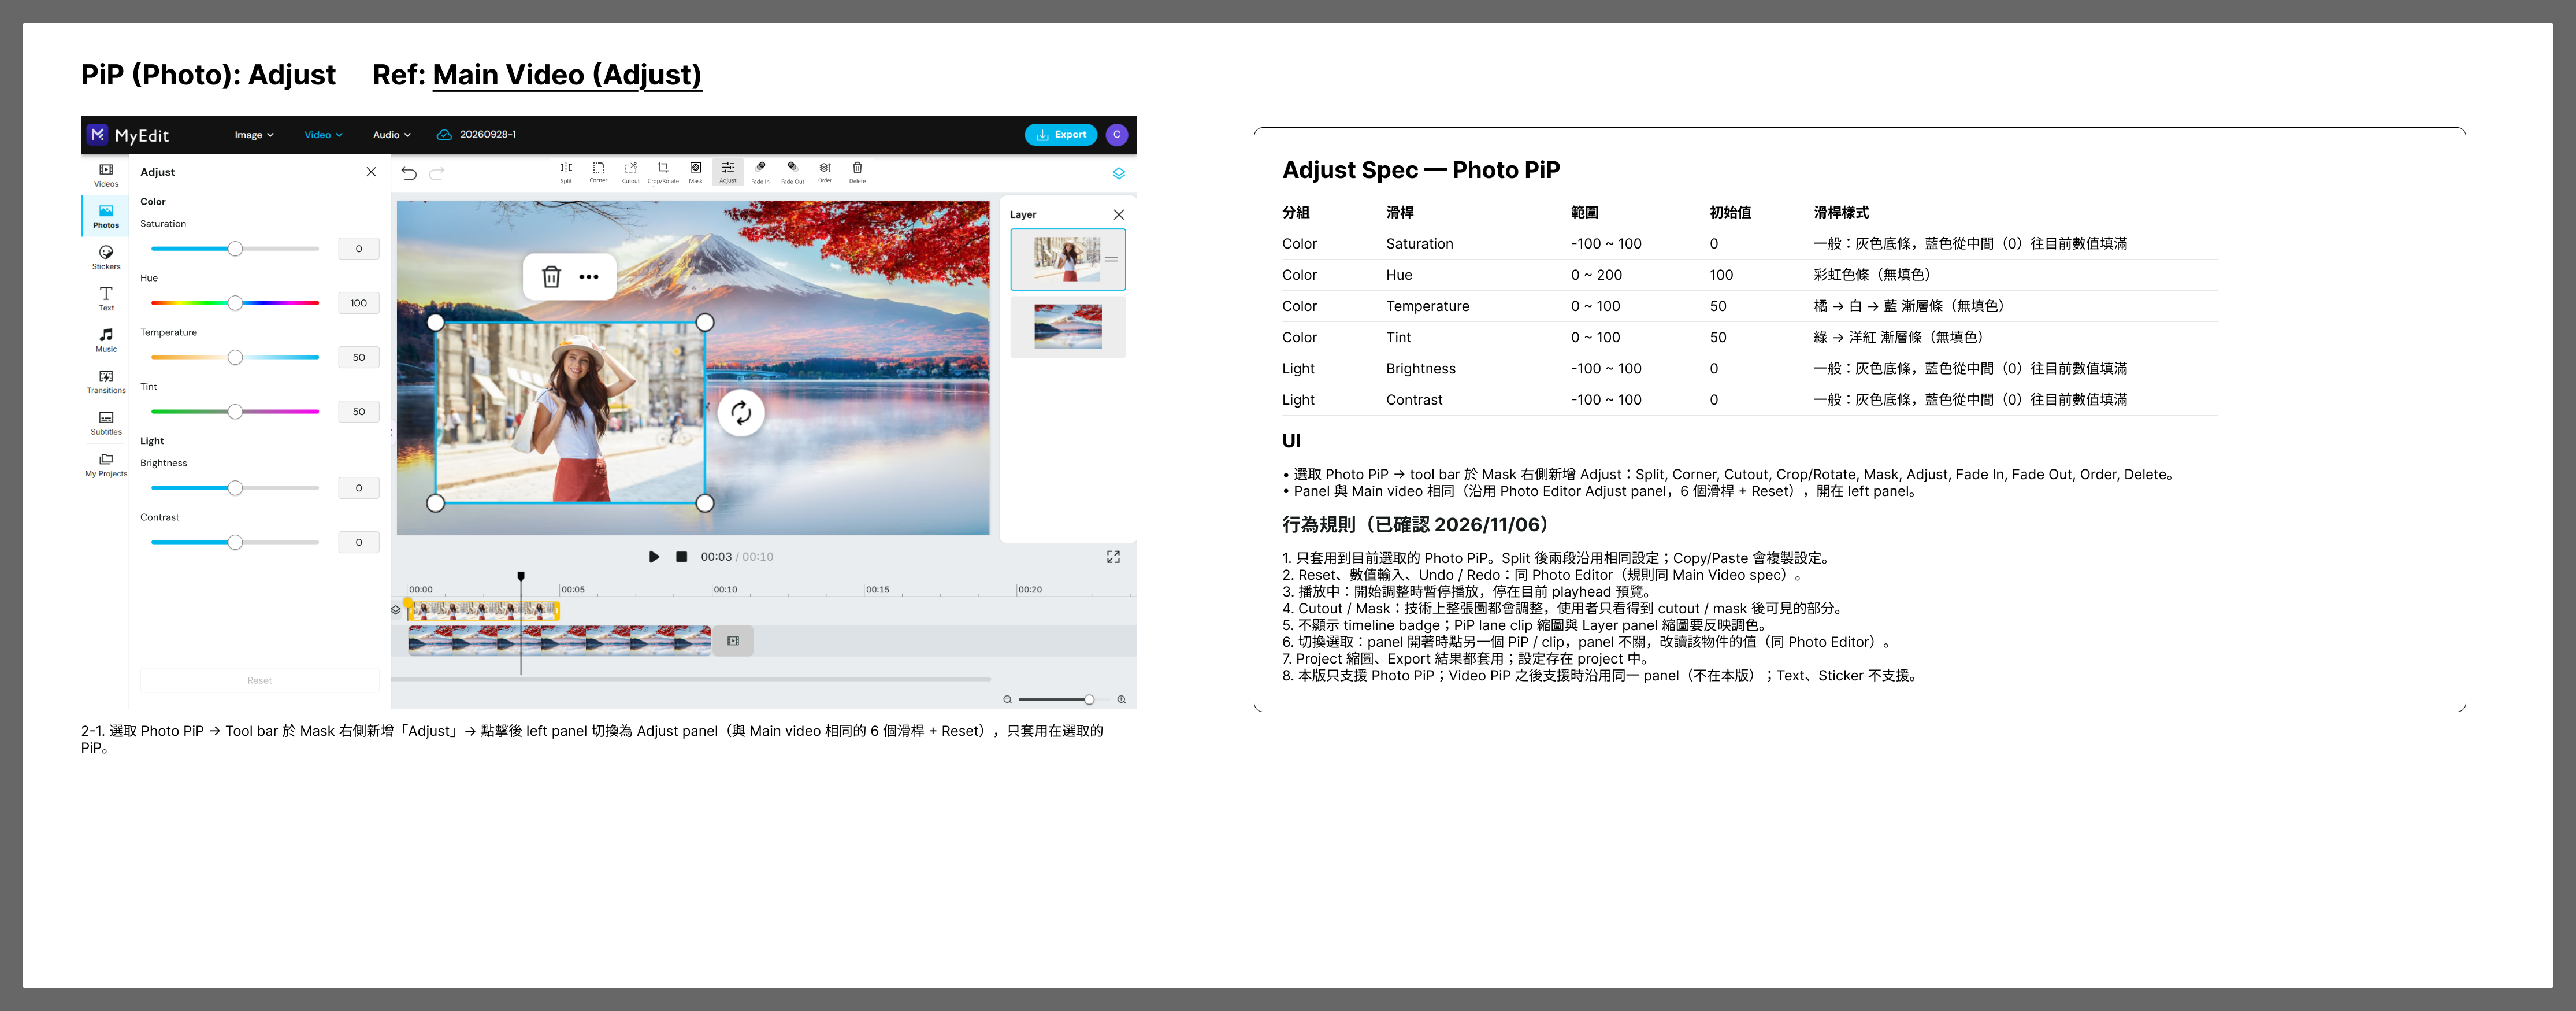 PiP (Photo): Adjust Ref: Main Video (Adjust)
MyEdit
Image
Video
Audio
20260928-1
Export
C
Videos
Photos
Stickers
Text
Music
Transitions
Subtitles
My Projects
Adjust
Color
Saturation
0
Hue
100
Temperature
50
Tint
50
Light
Brightness
0
Contrast
0
Reset
Split
Corner
Cutout
Crop/Rotate
Mask
Adjust
Fade In
Fade Out
Order
Delete
Layer
00:03 / 00:10
00:00
00:05
00:10
00:15
00:20
2-1. 選取 Photo PiP → Tool bar 於 Mask 右側新增「Adjust」→ 點擊後 left panel 切換為 Adjust panel（與 Main video 相同的 6 個滑桿 + Reset），只套用在選取的
PiP。
Adjust Spec — Photo PiP
分組 滑桿 範圍 初始值 滑桿樣式
Color Saturation -100 ~ 100 0 一般：灰色底條，藍色從中間（0）往目前數值填滿
Color Hue 0 ~ 200 100 彩虹色條（無填色）
Color Temperature 0 ~ 100 50 橘 → 白 → 藍 漸層條（無填色）
Color Tint 0 ~ 100 50 綠 → 洋紅 漸層條（無填色）
Light Brightness -100 ~ 100 0 一般：灰色底條，藍色從中間（0）往目前數值填滿
Light Contrast -100 ~ 100 0 一般：灰色底條，藍色從中間（0）往目前數值填滿
UI
• 選取 Photo PiP → tool bar 於 Mask 右側新增 Adjust：Split, Corner, Cutout, Crop/Rotate, Mask, Adjust, Fade In, Fade Out, Order, Delete。
• Panel 與 Main video 相同（沿用 Photo Editor Adjust panel，6 個滑桿 + Reset），開在 left panel。
行為規則（已確認 2026/11/06）
1. 只套用到目前選取的 Photo PiP。Split 後兩段沿用相同設定；Copy/Paste 會複製設定。
2. Reset、數值輸入、Undo / Redo：同 Photo Editor（規則同 Main Video spec）。
3. 播放中：開始調整時暫停播放，停在目前 playhead 預覽。
4. Cutout / Mask：技術上整張圖都會調整，使用者只看得到 cutout / mask 後可見的部分。
5. 不顯示 timeline badge；PiP lane clip 縮圖與 Layer panel 縮圖要反映調色。
6. 切換選取：panel 開著時點另一個 PiP / clip，panel 不關，改讀該物件的值（同 Photo Editor）。
7. Project 縮圖、Export 結果都套用；設定存在 project 中。
8. 本版只支援 Photo PiP；Video PiP 之後支援時沿用同一 panel（不在本版）；Text、Sticker 不支援。